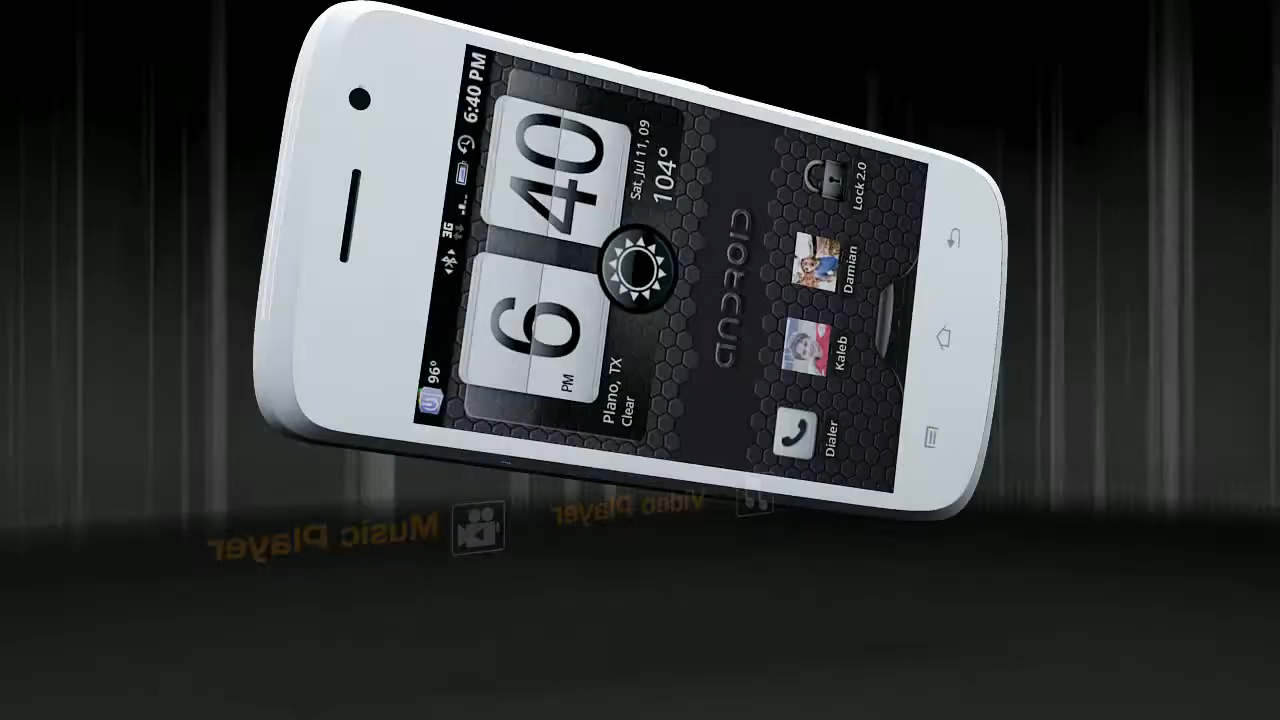 96°
3G
6:40 PM
6
PM
40
Plano, TX
Clear
Sat, Jul 11, 09
104°
ANDROID
Dialer
Kaleb
Damian
Lock 2.0
Music Player
Video Player